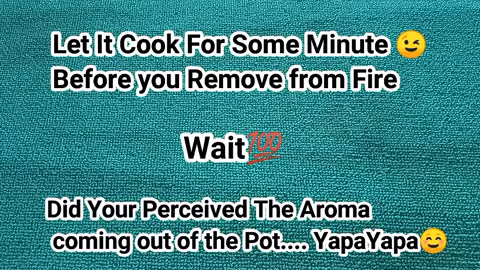 Let It Cook For Some Minute 😉
Before you Remove from Fire
Wait💯
Did Your Perceived The Aroma
coming out of the Pot.... YapaYapa😊